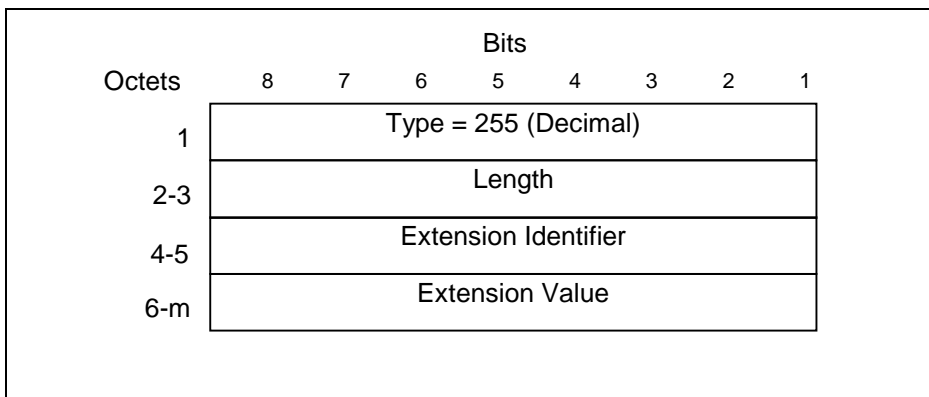 Bits
Octets 8 7 6 5 4 3 2 1
1 Type = 255 (Decimal)
2-3 Length
4-5 Extension Identifier
6-m Extension Value